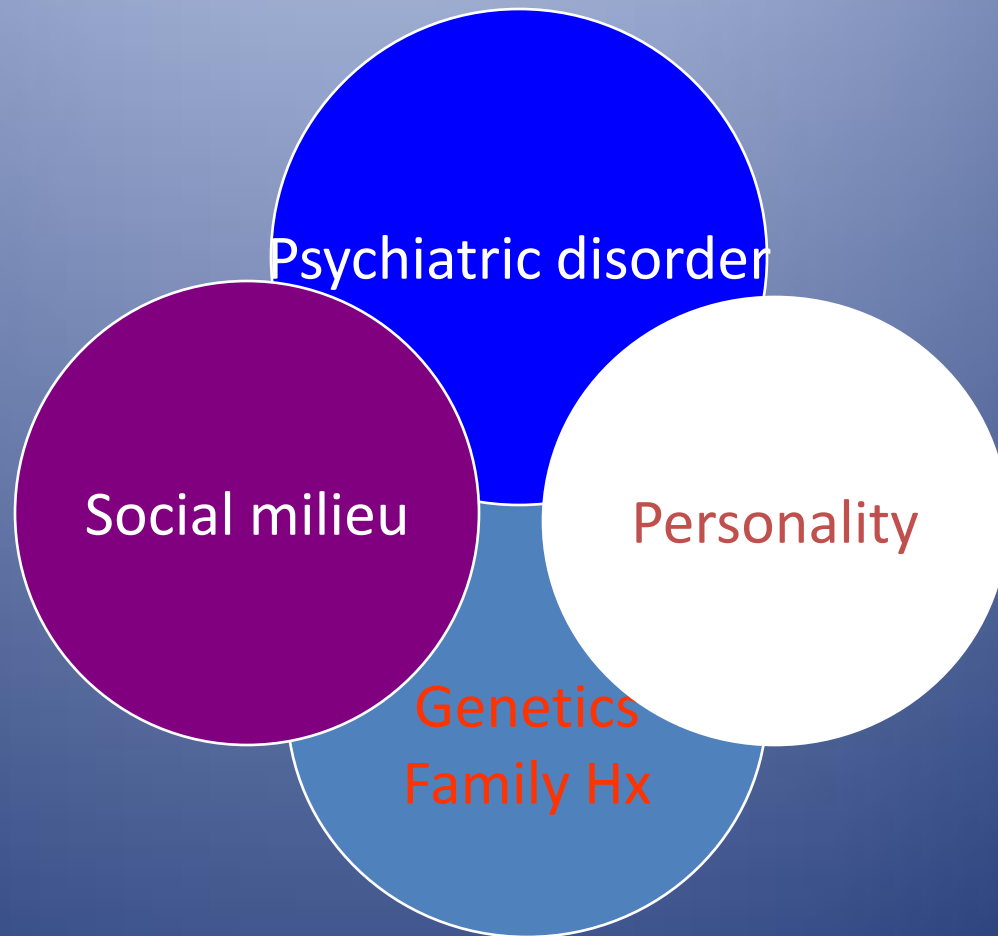 Psychiatric disorder
Social milieu
Personality
Genetics
Family Hx